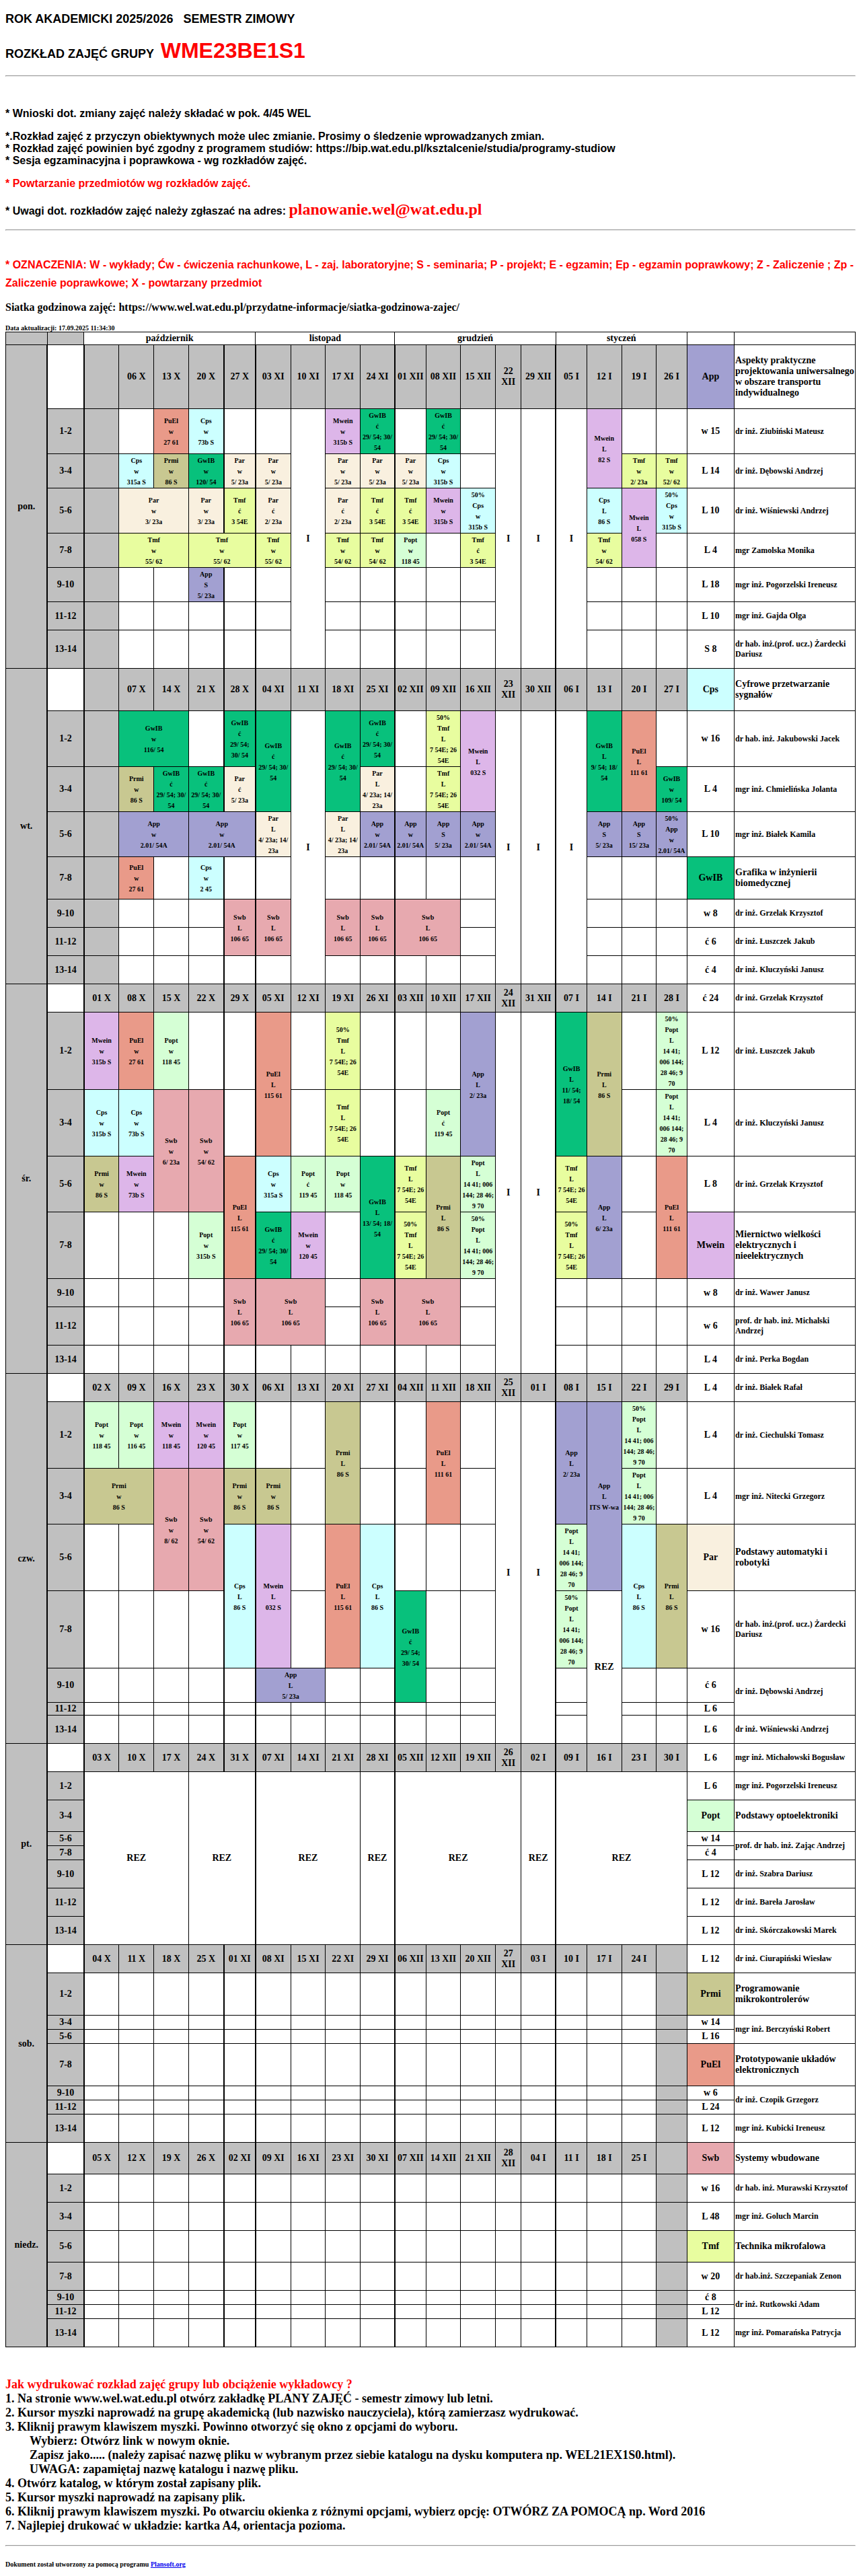 ROK AKADEMICKI 2025/2026 SEMESTR ZIMOWY
ROZKŁAD ZAJĘĆ GRUPY WME23BE1S1
* Wnioski dot. zmiany zajęć należy składać w pok. 4/45 WEL
*.Rozkład zajęć z przyczyn obiektywnych może ulec zmianie. Prosimy o śledzenie wprowadzanych zmian.
* Rozkład zajęć powinien być zgodny z programem studiów: https://bip.wat.edu.pl/ksztalcenie/studia/programy-studiow
* Sesja egzaminacyjna i poprawkowa - wg rozkładów zajęć.
* Powtarzanie przedmiotów wg rozkładów zajęć.
* Uwagi dot. rozkładów zajęć należy zgłaszać na adres: planowanie.wel@wat.edu.pl
* OZNACZENIA: W - wykłady; Ćw - ćwiczenia rachunkowe, L - zaj. laboratoryjne; S - seminaria; P - projekt; E - egzamin; Ep - egzamin poprawkowy; Z - Zaliczenie ; Zp - Zaliczenie poprawkowe; X - powtarzany przedmiot
Siatka godzinowa zajęć: https://www.wel.wat.edu.pl/przydatne-informacje/siatka-godzinowa-zajec/
Data aktualizacji: 17.09.2025 11:34:30
październik listopad grudzień styczeń
pon. 06 X 13 X 20 X 27 X 03 XI 10 XI 17 XI 24 XI 01 XII 08 XII 15 XII 22 XII 29 XII 05 I 12 I 19 I 26 I App Aspekty praktyczne projektowania uniwersalnego w obszare transportu indywidualnego
1-2 PuEl w 27 61 Cps w 73b S I Mwein w 315b S GwIB ć 29/ 54; 30/ 54 GwIB ć 29/ 54; 30/ 54 I I I Mwein L 82 S w 15 dr inż. Ziubiński Mateusz
3-4 Cps w 315a S Prmi w 86 S GwIB w 120/ 54 Par w 5/ 23a Par w 5/ 23a Par w 5/ 23a Par w 5/ 23a Par w 5/ 23a Cps w 315b S Tmf w 2/ 23a Tmf w 52/ 62 L 14 dr inż. Dębowski Andrzej
5-6 Par w 3/ 23a Par w 3/ 23a Tmf ć 3 54E Par ć 2/ 23a Par ć 2/ 23a Tmf ć 3 54E Tmf ć 3 54E Mwein w 315b S 50% Cps w 315b S Cps L 86 S Mwein L 058 S 50% Cps w 315b S L 10 dr inż. Wiśniewski Andrzej
7-8 Tmf w 55/ 62 Tmf w 55/ 62 Tmf w 55/ 62 Tmf w 54/ 62 Tmf w 54/ 62 Popt w 118 45 Tmf ć 3 54E Tmf w 54/ 62 L 4 mgr Zamolska Monika
9-10 App S 5/ 23a L 18 mgr inż. Pogorzelski Ireneusz
11-12 L 10 mgr inż. Gajda Olga
13-14 S 8 dr hab. inż.(prof. ucz.) Żardecki Dariusz
wt. 07 X 14 X 21 X 28 X 04 XI 11 XI 18 XI 25 XI 02 XII 09 XII 16 XII 23 XII 30 XII 06 I 13 I 20 I 27 I Cps Cyfrowe przetwarzanie sygnałów
1-2 GwIB w 116/ 54 GwIB ć 29/ 54; 30/ 54 GwIB ć 29/ 54; 30/ 54 I GwIB ć 29/ 54; 30/ 54 GwIB ć 29/ 54; 30/ 54 50% Tmf L 7 54E; 26 54E Mwein L 032 S I I I GwIB L 9/ 54; 18/ 54 PuEl L 111 61 w 16 dr hab. inż. Jakubowski Jacek
3-4 Prmi w 86 S GwIB ć 29/ 54; 30/ 54 GwIB ć 29/ 54; 30/ 54 Par ć 5/ 23a Par L 4/ 23a; 14/ 23a Tmf L 7 54E; 26 54E GwIB w 109/ 54 L 4 mgr inż. Chmielińska Jolanta
5-6 App w 2.01/ 54A App w 2.01/ 54A Par L 4/ 23a; 14/ 23a Par L 4/ 23a; 14/ 23a App w 2.01/ 54A App w 2.01/ 54A App S 5/ 23a App w 2.01/ 54A App S 5/ 23a App S 15/ 23a 50% App w 2.01/ 54A L 10 mgr inż. Białek Kamila
7-8 PuEl w 27 61 Cps w 2 45 GwIB Grafika w inżynierii biomedycznej
9-10 Swb L 106 65 Swb L 106 65 Swb L 106 65 Swb L 106 65 Swb L 106 65 w 8 dr inż. Grzelak Krzysztof
11-12 ć 6 dr inż. Łuszczek Jakub
13-14 ć 4 dr inż. Kluczyński Janusz
śr. 01 X 08 X 15 X 22 X 29 X 05 XI 12 XI 19 XI 26 XI 03 XII 10 XII 17 XII 24 XII 31 XII 07 I 14 I 21 I 28 I ć 24 dr inż. Grzelak Krzysztof
1-2 Mwein w 315b S PuEl w 27 61 Popt w 118 45 PuEl L 115 61 50% Tmf L 7 54E; 26 54E App L 2/ 23a I I GwIB L 11/ 54; 18/ 54 Prmi L 86 S 50% Popt L 14 41; 006 144; 28 46; 9 70 L 12 dr inż. Łuszczek Jakub
3-4 Cps w 315b S Cps w 73b S Swb w 6/ 23a Swb w 54/ 62 Tmf L 7 54E; 26 54E Popt ć 119 45 Popt L 14 41; 006 144; 28 46; 9 70 L 4 dr inż. Kluczyński Janusz
5-6 Prmi w 86 S Mwein w 73b S PuEl L 115 61 Cps w 315a S Popt ć 119 45 Popt w 118 45 GwIB L 13/ 54; 18/ 54 Tmf L 7 54E; 26 54E Prmi L 86 S Popt L 14 41; 006 144; 28 46; 9 70 Tmf L 7 54E; 26 54E App L 6/ 23a PuEl L 111 61 L 8 dr inż. Grzelak Krzysztof
7-8 Popt w 315b S GwIB ć 29/ 54; 30/ 54 Mwein w 120 45 50% Tmf L 7 54E; 26 54E 50% Popt L 14 41; 006 144; 28 46; 9 70 50% Tmf L 7 54E; 26 54E Mwein Miernictwo wielkości elektrycznych i nieelektrycznych
9-10 Swb L 106 65 Swb L 106 65 Swb L 106 65 Swb L 106 65 w 8 dr inż. Wawer Janusz
11-12 w 6 prof. dr hab. inż. Michalski Andrzej
13-14 L 4 dr inż. Perka Bogdan
czw. 02 X 09 X 16 X 23 X 30 X 06 XI 13 XI 20 XI 27 XI 04 XII 11 XII 18 XII 25 XII 01 I 08 I 15 I 22 I 29 I L 4 dr inż. Białek Rafał
1-2 Popt w 118 45 Popt w 116 45 Mwein w 118 45 Mwein w 120 45 Popt w 117 45 Prmi L 86 S PuEl L 111 61 I I App L 2/ 23a App L ITS W-wa 50% Popt L 14 41; 006 144; 28 46; 9 70 L 4 dr inż. Ciechulski Tomasz
3-4 Prmi w 86 S Swb w 8/ 62 Swb w 54/ 62 Prmi w 86 S Prmi w 86 S Popt L 14 41; 006 144; 28 46; 9 70 L 4 mgr inż. Nitecki Grzegorz
5-6 Cps L 86 S Mwein L 032 S PuEl L 115 61 Cps L 86 S Popt L 14 41; 006 144; 28 46; 9 70 Cps L 86 S Prmi L 86 S Par Podstawy automatyki i robotyki
7-8 GwIB ć 29/ 54; 30/ 54 50% Popt L 14 41; 006 144; 28 46; 9 70 REZ w 16 dr hab. inż.(prof. ucz.) Żardecki Dariusz
9-10 App L 5/ 23a ć 6 dr inż. Dębowski Andrzej
11-12 L 6
13-14 L 6 dr inż. Wiśniewski Andrzej
pt. 03 X 10 X 17 X 24 X 31 X 07 XI 14 XI 21 XI 28 XI 05 XII 12 XII 19 XII 26 XII 02 I 09 I 16 I 23 I 30 I L 6 mgr inż. Michałowski Bogusław
1-2 REZ REZ REZ REZ REZ REZ REZ L 6 mgr inż. Pogorzelski Ireneusz
3-4 Popt Podstawy optoelektroniki
5-6 w 14 prof. dr hab. inż. Zając Andrzej
7-8 ć 4
9-10 L 12 dr inż. Szabra Dariusz
11-12 L 12 dr inż. Bareła Jarosław
13-14 L 12 dr inż. Skórczakowski Marek
sob. 04 X 11 X 18 X 25 X 01 XI 08 XI 15 XI 22 XI 29 XI 06 XII 13 XII 20 XII 27 XII 03 I 10 I 17 I 24 I L 12 dr inż. Ciurapiński Wiesław
1-2 Prmi Programowanie mikrokontrolerów
3-4 w 14 mgr inż. Berczyński Robert
5-6 L 16
7-8 PuEl Prototypowanie układów elektronicznych
9-10 w 6 dr inż. Czopik Grzegorz
11-12 L 24
13-14 L 12 mgr inż. Kubicki Ireneusz
niedz. 05 X 12 X 19 X 26 X 02 XI 09 XI 16 XI 23 XI 30 XI 07 XII 14 XII 21 XII 28 XII 04 I 11 I 18 I 25 I Swb Systemy wbudowane
1-2 w 16 dr hab. inż. Murawski Krzysztof
3-4 L 48 mgr inż. Goluch Marcin
5-6 Tmf Technika mikrofalowa
7-8 w 20 dr hab.inż. Szczepaniak Zenon
9-10 ć 8 dr inż. Rutkowski Adam
11-12 L 12
13-14 L 12 mgr inż. Pomarańska Patrycja
Jak wydrukować rozkład zajęć grupy lub obciążenie wykładowcy ?
1. Na stronie www.wel.wat.edu.pl otwórz zakładkę PLANY ZAJĘĆ - semestr zimowy lub letni.
2. Kursor myszki naprowadź na grupę akademicką (lub nazwisko nauczyciela), którą zamierzasz wydrukować.
3. Kliknij prawym klawiszem myszki. Powinno otworzyć się okno z opcjami do wyboru.
Wybierz: Otwórz link w nowym oknie.
Zapisz jako..... (należy zapisać nazwę pliku w wybranym przez siebie katalogu na dysku komputera np. WEL21EX1S0.html).
UWAGA: zapamiętaj nazwę katalogu i nazwę pliku.
4. Otwórz katalog, w którym został zapisany plik.
5. Kursor myszki naprowadź na zapisany plik.
6. Kliknij prawym klawiszem myszki. Po otwarciu okienka z różnymi opcjami, wybierz opcję: OTWÓRZ ZA POMOCĄ np. Word 2016
7. Najlepiej drukować w układzie: kartka A4, orientacja pozioma.
Dokument został utworzony za pomocą programu Plansoft.org